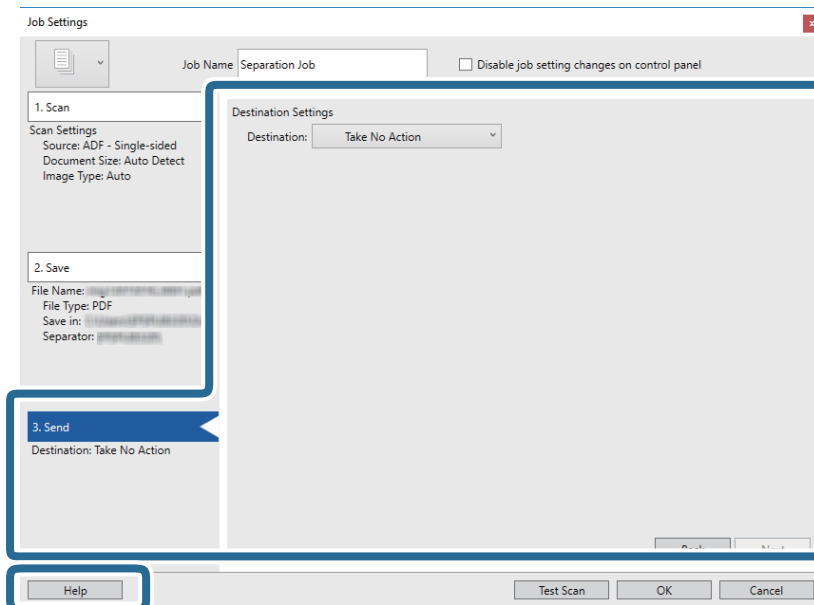 Job Settings
Job Name Separation Job
Disable job setting changes on control panel
1. Scan
Scan Settings
Source: ADF - Single-sided
Document Size: Auto Detect
Image Type: Auto
Destination Settings
Destination: Take No Action
2. Save
File Name:
File Type: PDF
Save in:
Separator:
3. Send
Destination: Take No Action
Help
Test Scan
OK
Cancel